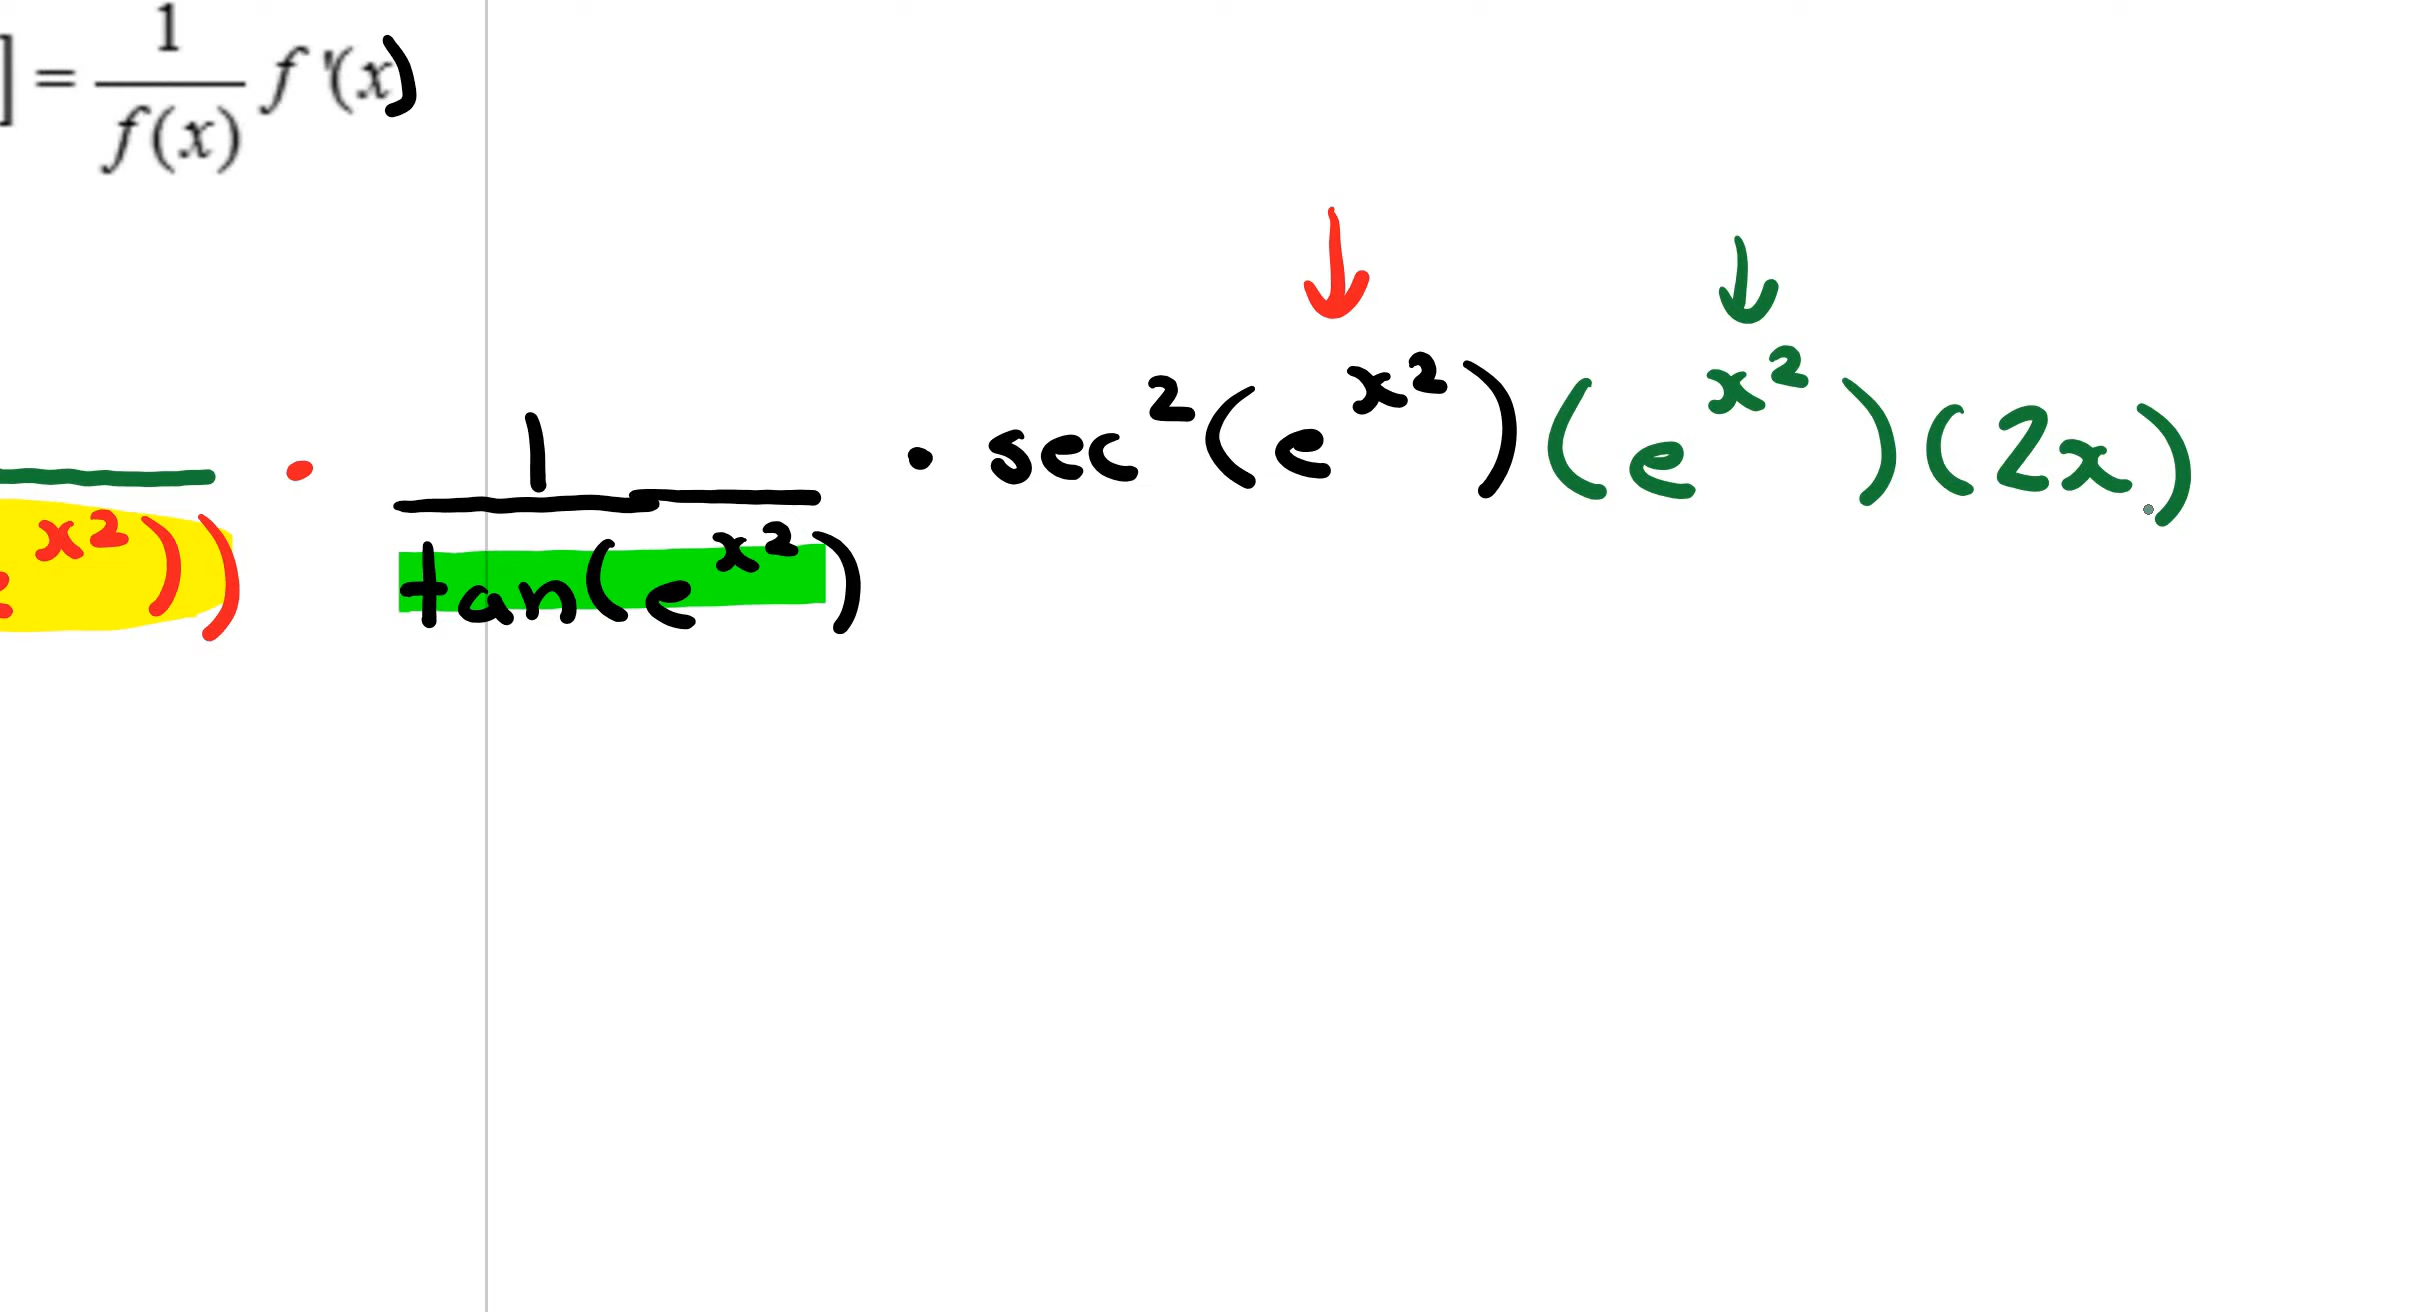 ] = 1/f(x) f'(x)
x²)) · 1/tan(e^x²) · sec²(e^x²)(e^x²)(2x)